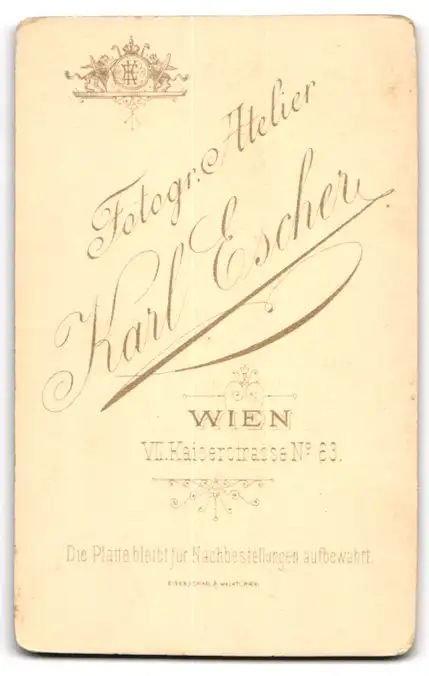 Fotogr. Atelier
Karl Escher
WIEN
VII. Kaiserstrasse Nº 63.
Die Platte bleibt für Nachbestellungen aufbewahrt.